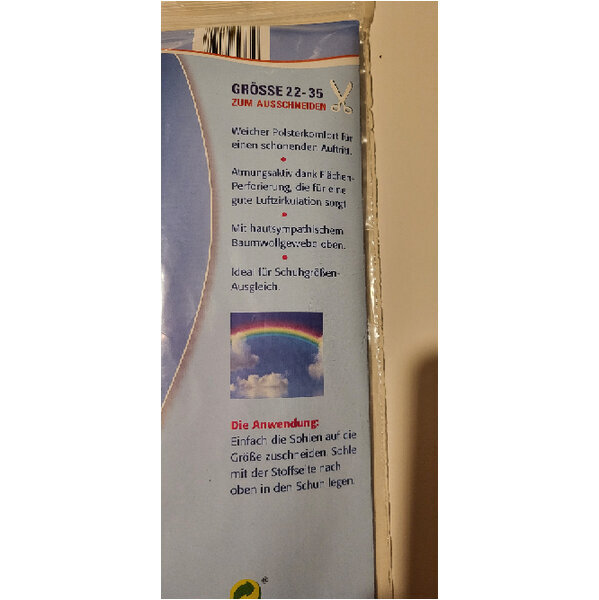 GRÖSSE 22-35
ZUM AUSSCHNEIDEN
Weicher Polsterkomfort für
einen schonenden Auftritt.
•
Atmungsaktiv dank Flächen-
Perforierung, die für eine
gute Luftzirkulation sorgt
•
Mit hautsympathischem
Baumwollgewebe oben.
•
Ideal für Schuhgrößen-
Ausgleich.
Die Anwendung:
Einfach die Sohlen auf die
Größe zuschneiden. Sohle
mit der Stoffseite nach
oben in den Schuh legen.
®